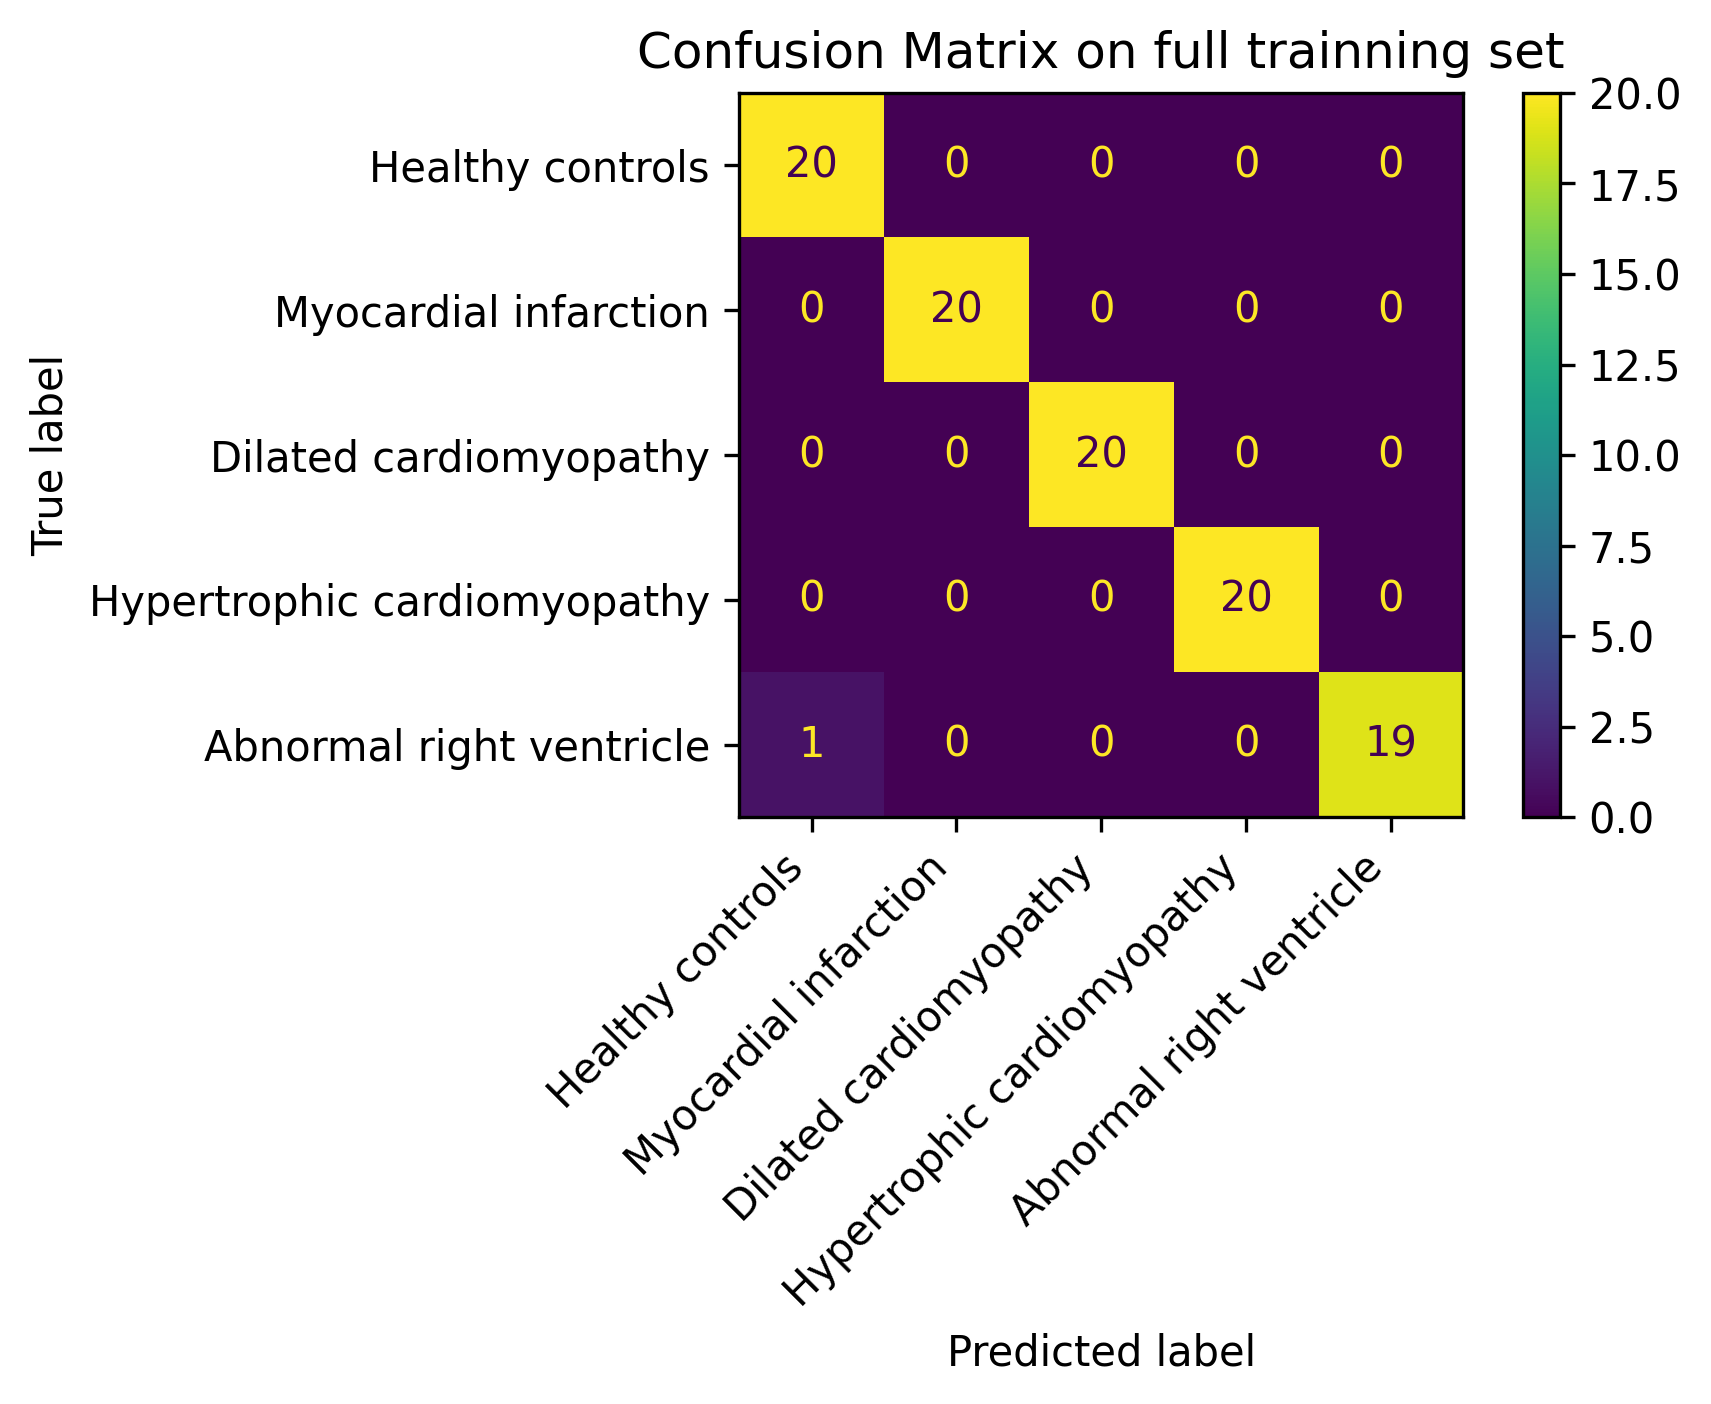 Confusion Matrix on full trainning set
True label
Healthy controls 20 0 0 0 0
Myocardial infarction 0 20 0 0 0
Dilated cardiomyopathy 0 0 20 0 0
Hypertrophic cardiomyopathy 0 0 0 20 0
Abnormal right ventricle 1 0 0 0 19
Healthy controls
Myocardial infarction
Dilated cardiomyopathy
Hypertrophic cardiomyopathy
Abnormal right ventricle
Predicted label
20.0
17.5
15.0
12.5
10.0
7.5
5.0
2.5
0.0